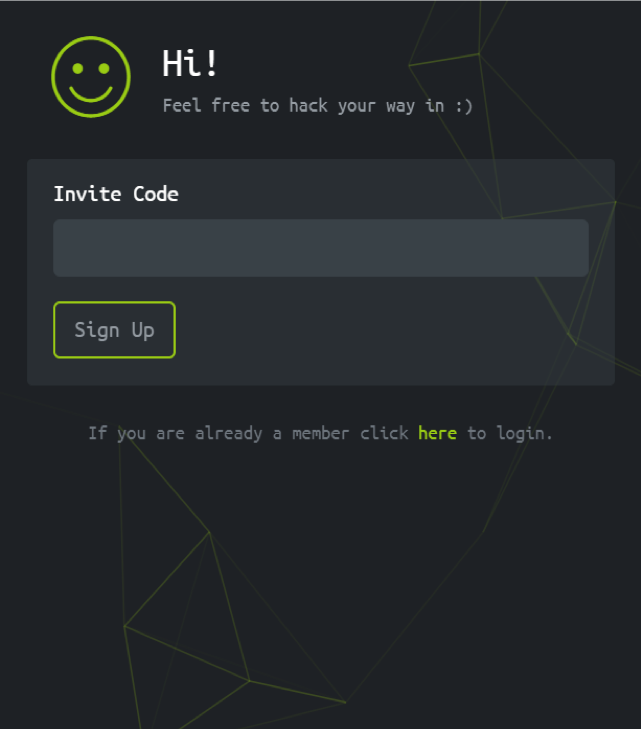 Hi!
Feel free to hack your way in :)
Invite Code
Sign Up
If you are already a member click here to login.